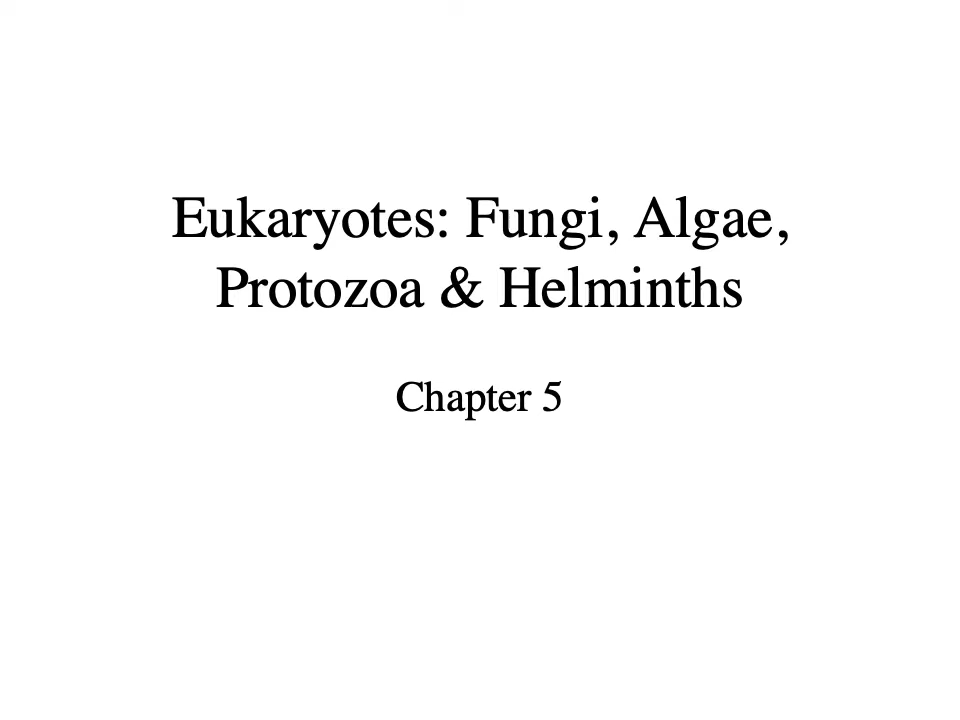 Eukaryotes: Fungi, Algae,
Protozoa & Helminths
Chapter 5